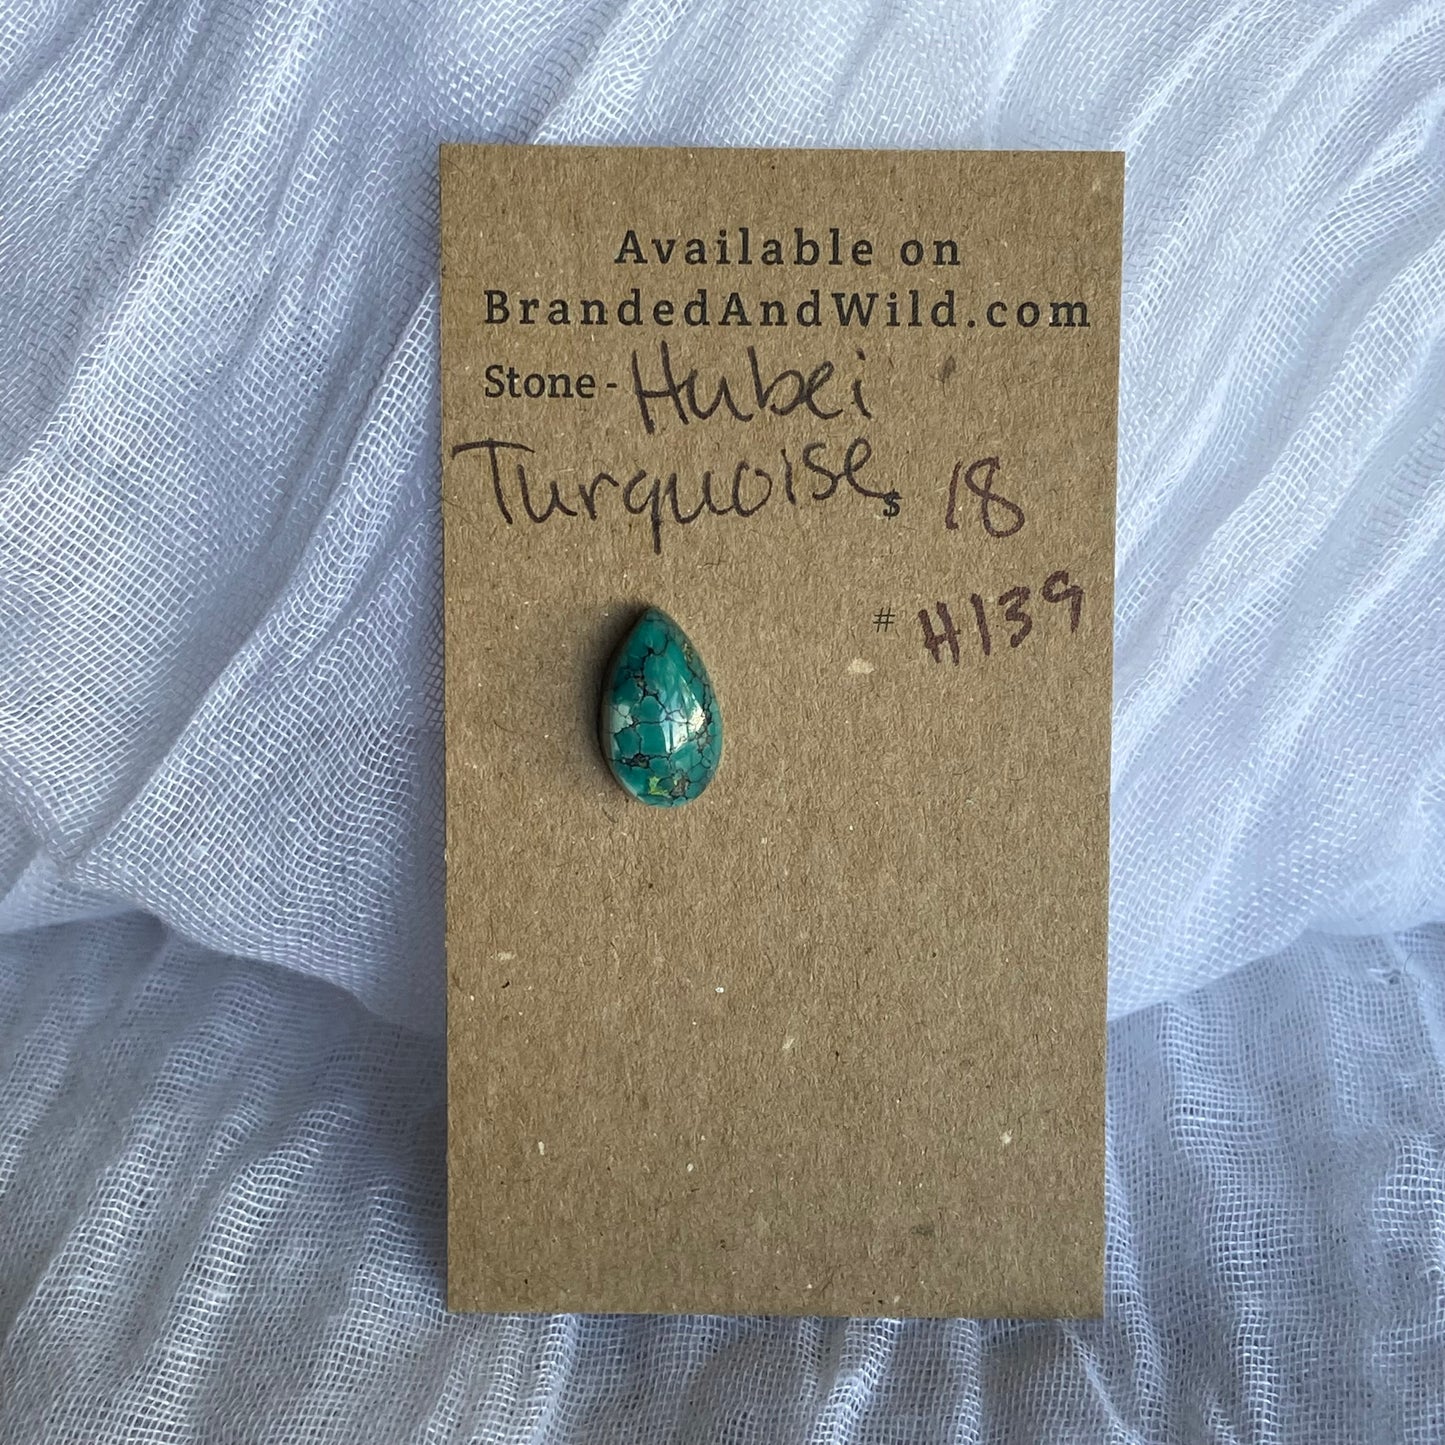 Available on
BrandedAndWild.com
Stone - Hubei
Turquoise $ 18
# H139